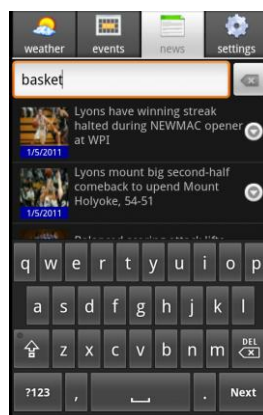 weather events news settings
basket
Lyons have winning streak
halted during NEWMAC opener
at WPI
1/5/2011
Lyons mount big second-half
comeback to upend Mount
Holyoke, 54-51
1/5/2011
q w e r t y u i o p
a s d f g h j k l
z x c v b n m DEL
?123 , . Next